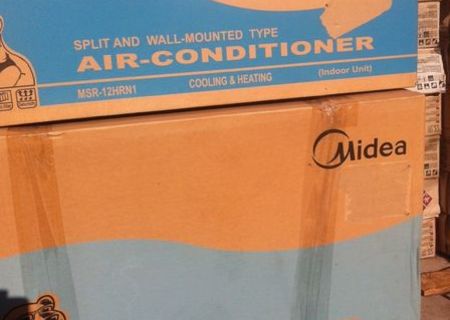 SPLIT AND WALL-MOUNTED TYPE
AIR-CONDITIONER
MSR-12HRN1 COOLING & HEATING (Indoor Unit)
Midea